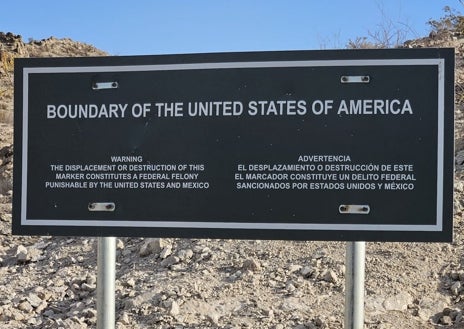 BOUNDARY OF THE UNITED STATES OF AMERICA
WARNING
THE DISPLACEMENT OR DESTRUCTION OF THIS
MARKER CONSTITUTES A FEDERAL FELONY
PUNISHABLE BY THE UNITED STATES AND MEXICO
ADVERTENCIA
EL DESPLAZAMIENTO O DESTRUCCIÓN DE ESTE
EL MARCADOR CONSTITUYE UN DELITO FEDERAL
SANCIONADOS POR ESTADOS UNIDOS Y MÉXICO